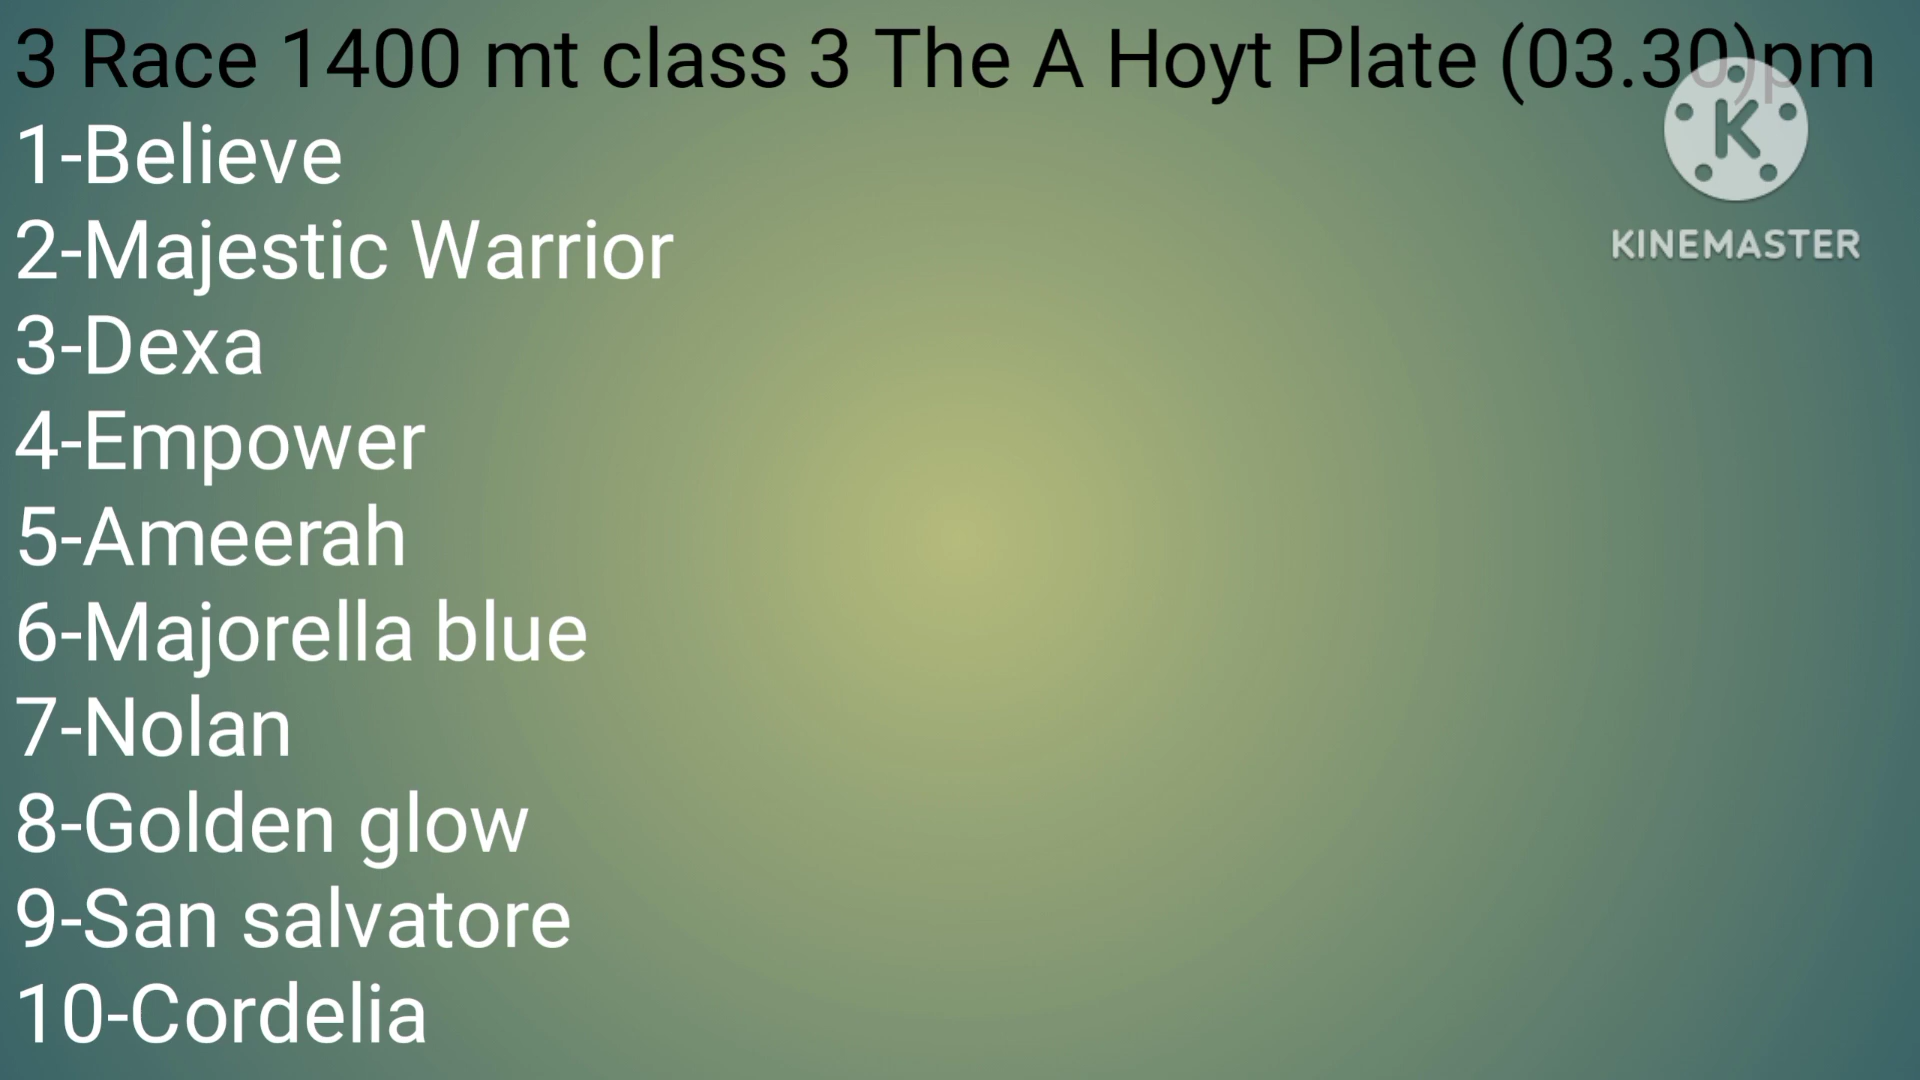 3 Race 1400 mt class 3 The A Hoyt Plate (03.30)pm
1-Believe
K
KINEMASTER
2-Majestic Warrior
3-Dexa
4-Empower
5-Ameerah
6-Majorella blue
7-Nolan
8-Golden glow
9-San salvatore
10-Cordelia